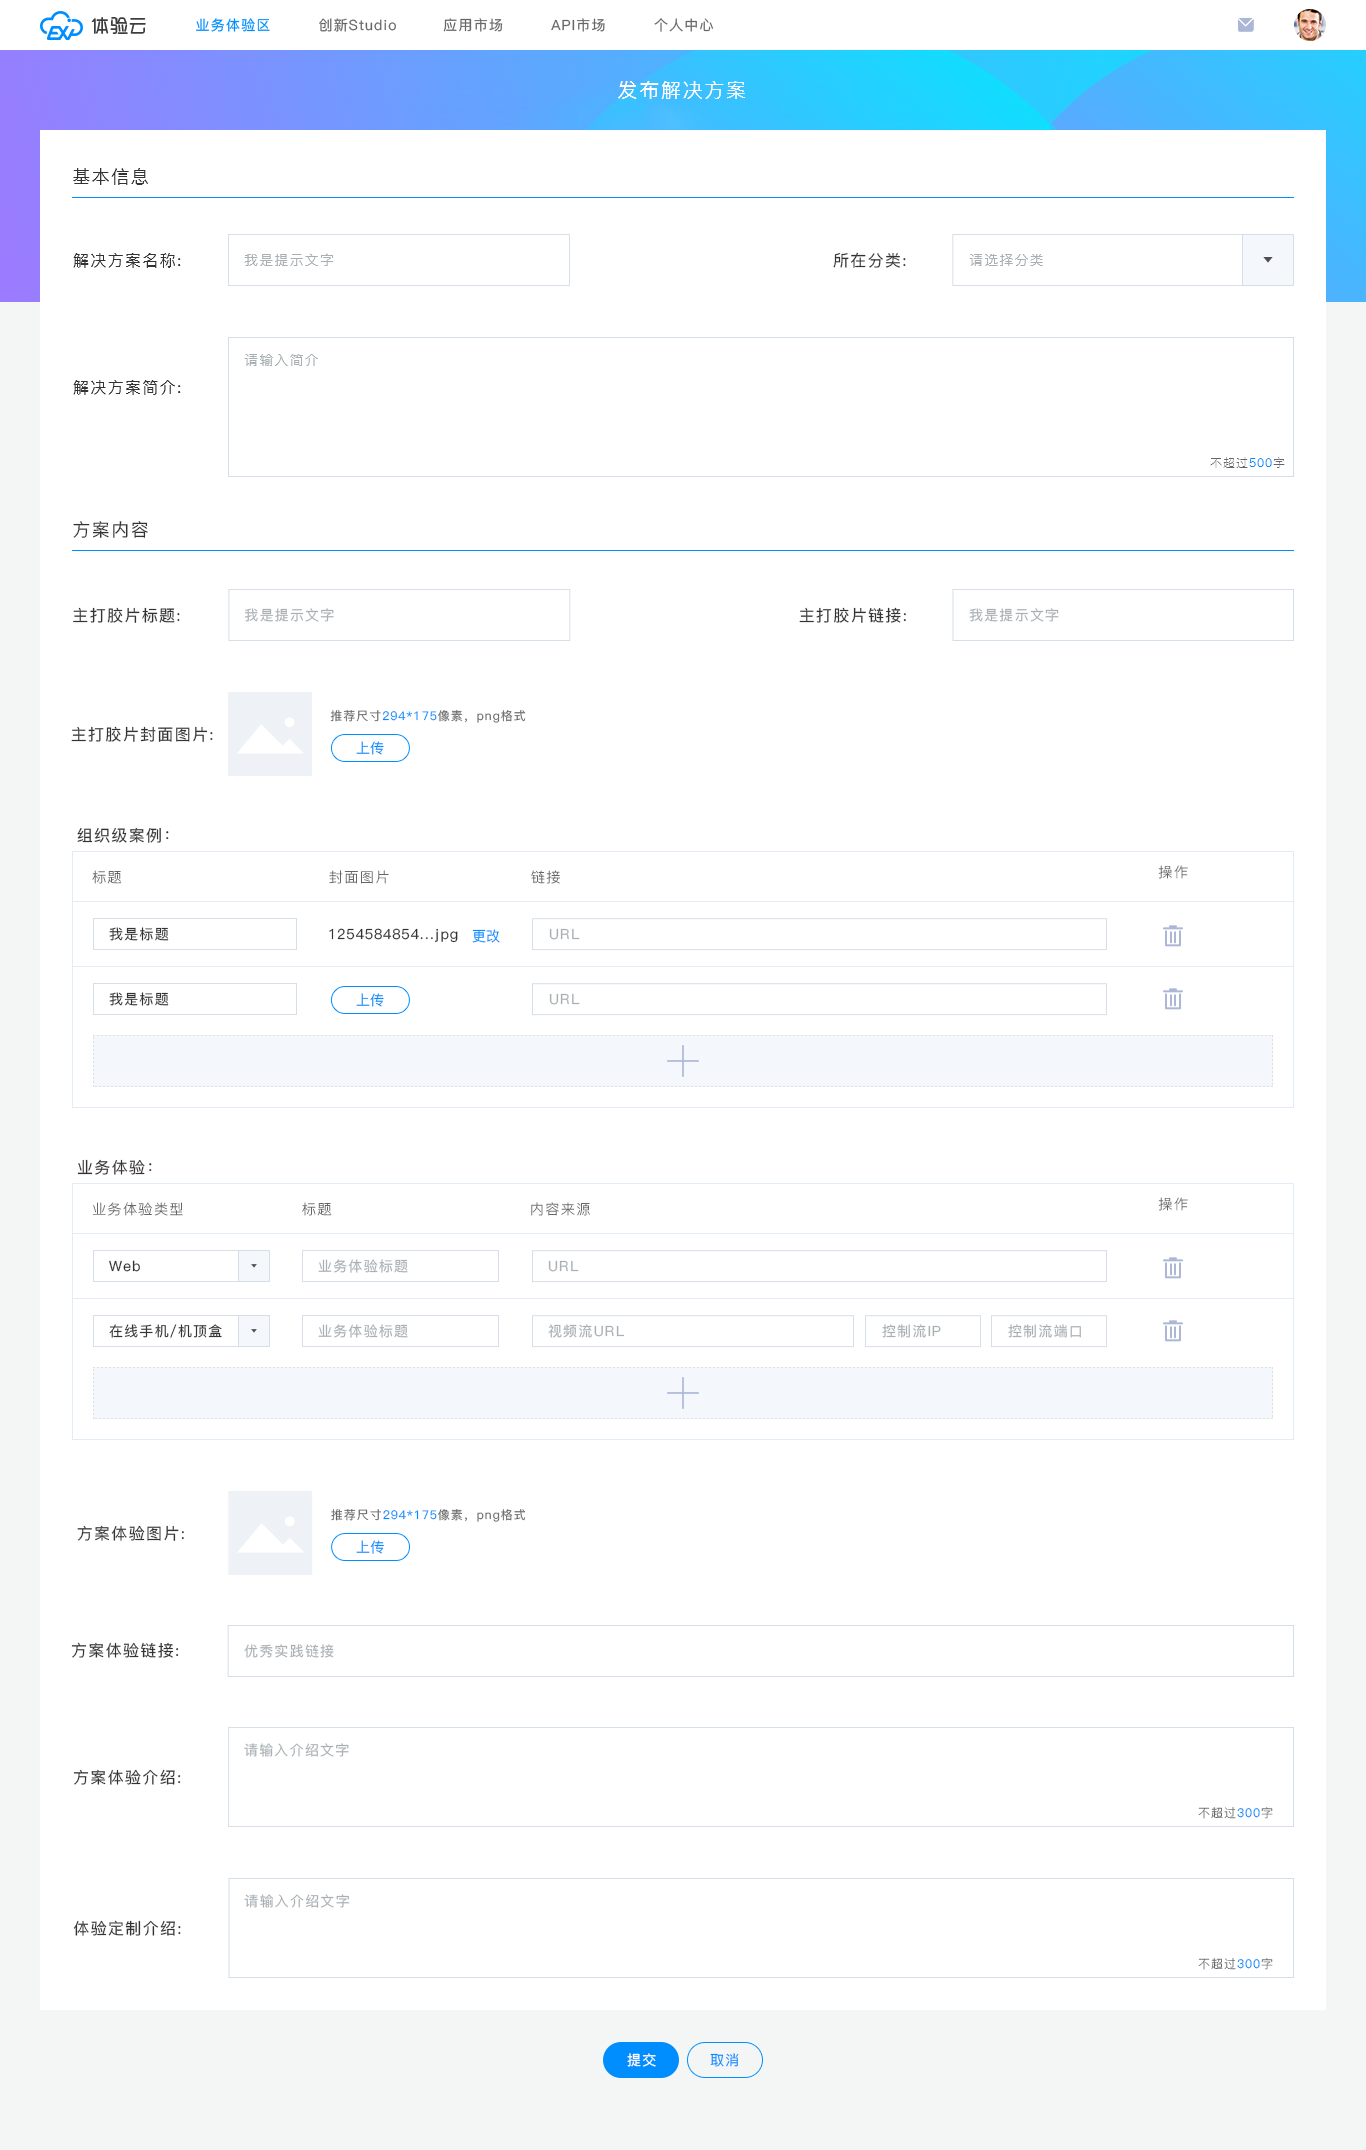 EXP 体验云 业务体验区 创新Studio 应用市场 API市场 个人中心
发布解决方案
基本信息
解决方案名称: 我是提示文字 所在分类: 请选择分类
请输入简介
解决方案简介:
不超过500字
方案内容
主打胶片标题: 我是提示文字 主打胶片链接: 我是提示文字
推荐尺寸294*175像素，png格式
主打胶片封面图片:
上传
组织级案例:
标题 封面图片 链接 操作
我是标题 1254584854...jpg 更改 URL
我是标题 上传 URL
业务体验:
业务体验类型 标题 内容来源 操作
Web 业务体验标题 URL
在线手机/机顶盒 业务体验标题 视频流URL 控制流IP 控制流端口
推荐尺寸294*175像素，png格式
方案体验图片:
上传
方案体验链接: 优秀实践链接
请输入介绍文字
方案体验介绍:
不超过300字
请输入介绍文字
体验定制介绍:
不超过300字
提交 取消